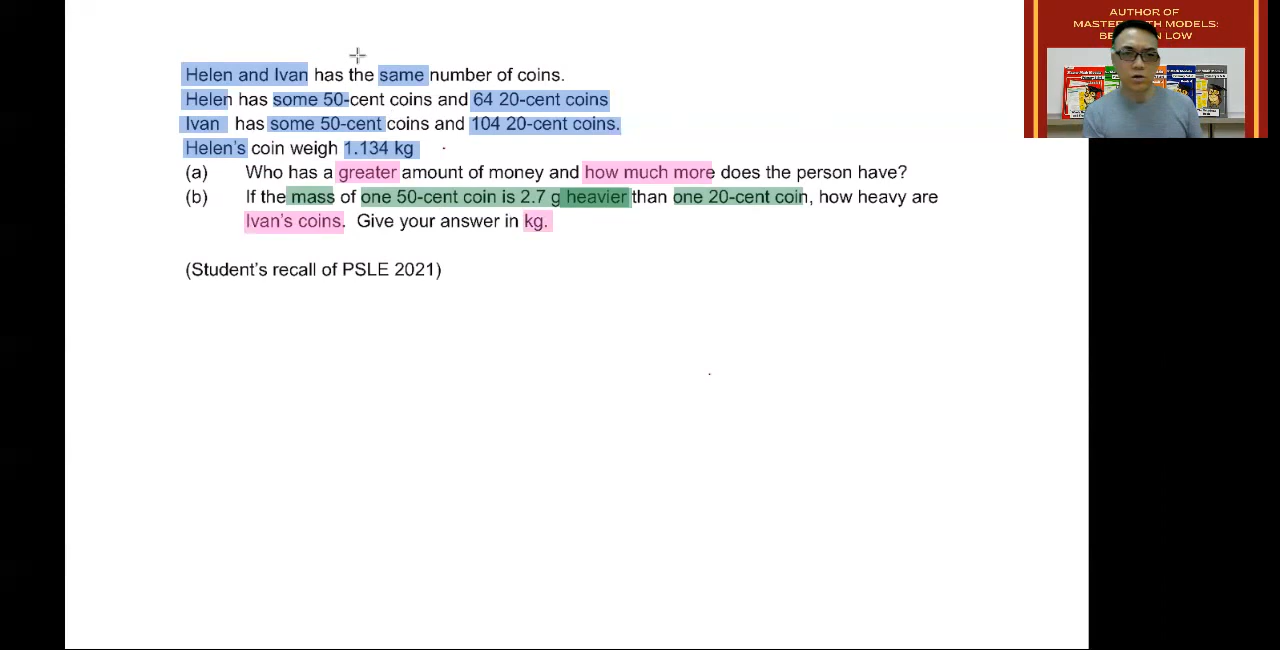 AUTHOR OF
MASTER MATH MODELS:
LOW
Helen and Ivan has the same number of coins.
Helen has some 50-cent coins and 64 20-cent coins
Ivan has some 50-cent coins and 104 20-cent coins.
Helen's coin weigh 1.134 kg
(a) Who has a greater amount of money and how much more does the person have?
(b) If the mass of one 50-cent coin is 2.7 g heavier than one 20-cent coin, how heavy are
Ivan's coins. Give your answer in kg.
(Student's recall of PSLE 2021)